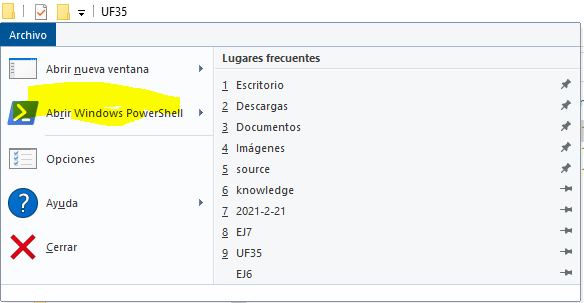 UF35
Archivo
Abrir nueva ventana
Abrir Windows PowerShell
Opciones
Ayuda
Cerrar
Lugares frecuentes
1 Escritorio
2 Descargas
3 Documentos
4 Imágenes
5 source
6 knowledge
7 2021-2-21
8 EJ7
9 UF35
EJ6